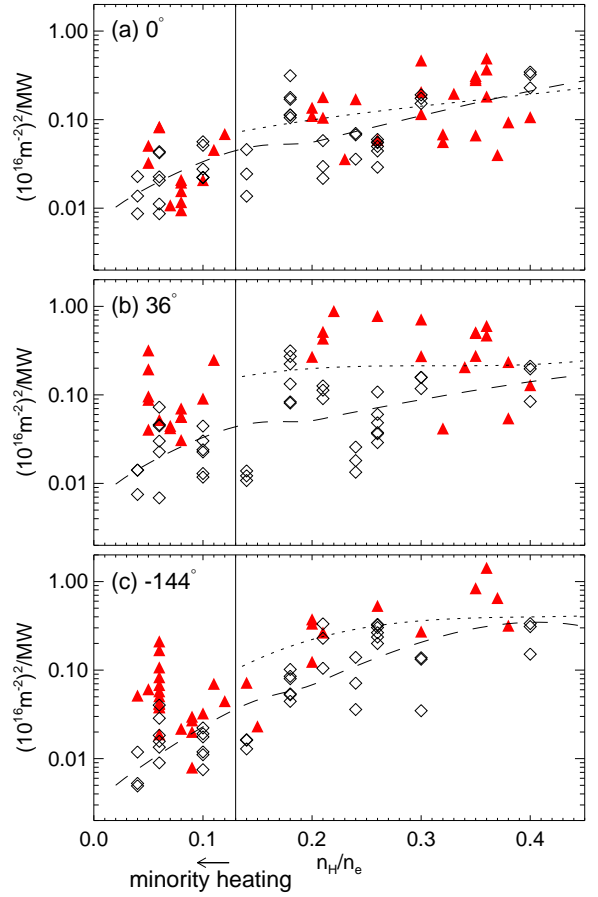 (a) 0°
1.00
0.10
0.01
(10¹⁶m⁻²)²/MW
(b) 36°
1.00
0.10
0.01
(10¹⁶m⁻²)²/MW
(c) -144°
1.00
0.10
0.01
(10¹⁶m⁻²)²/MW
0.0 0.1 0.2 0.3 0.4
n_H/n_e
←
minority heating